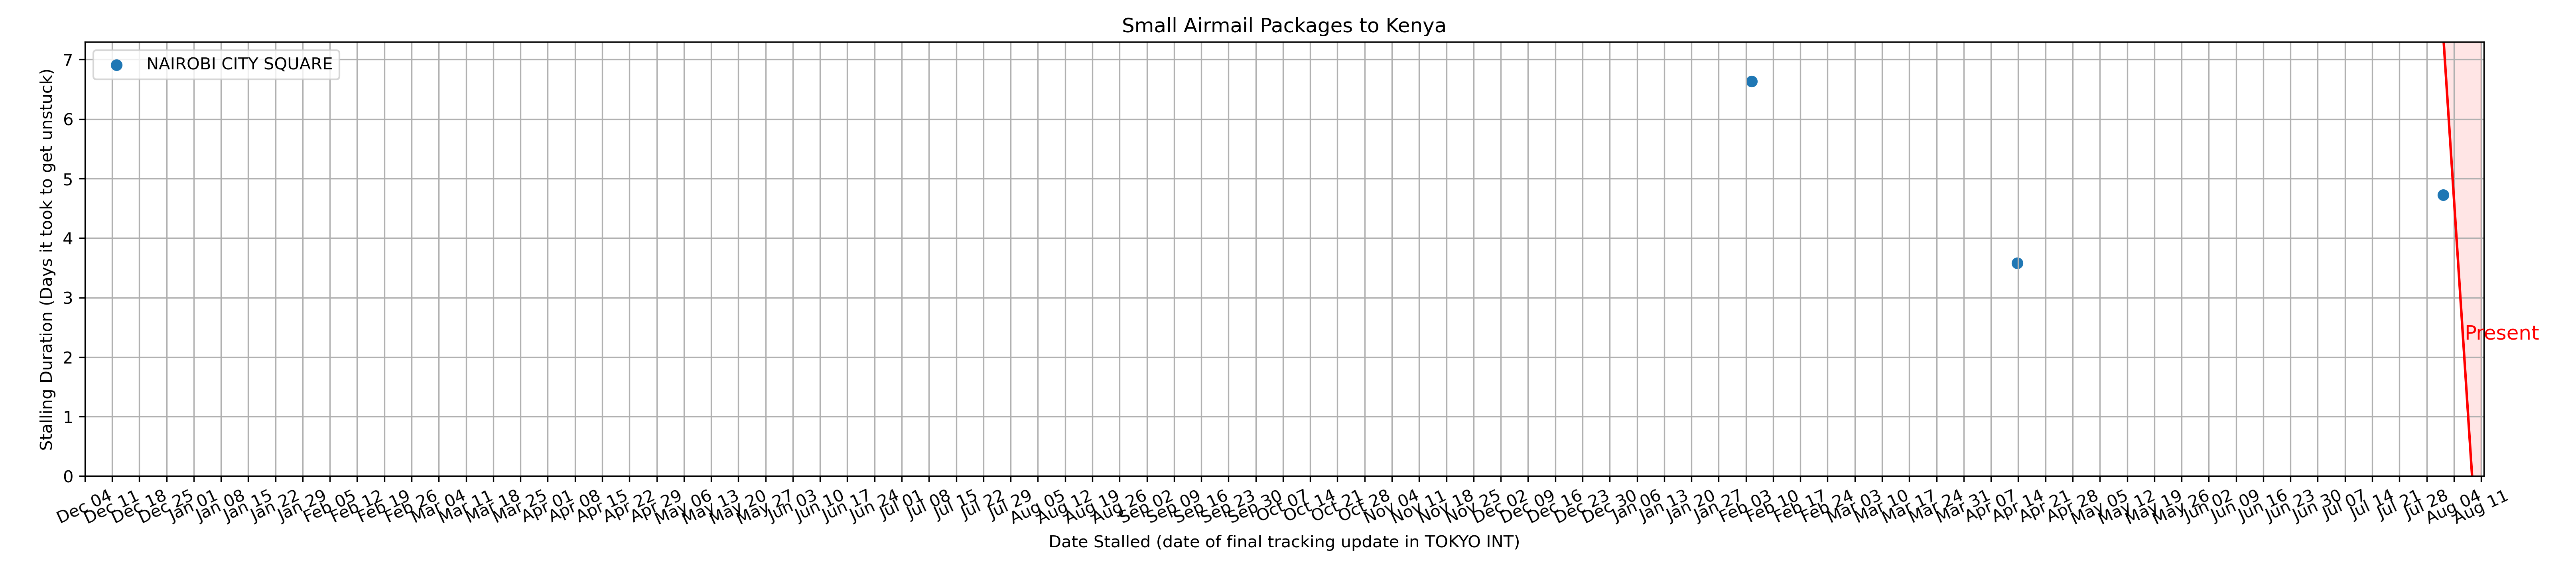 Small Airmail Packages to Kenya
NAIROBI CITY SQUARE
Stalling Duration (Days it took to get unstuck)
7
6
5
4
3
2
1
0
Present
Dec 04
Dec 11
Dec 18
Dec 25
Jan 01
Jan 08
Jan 15
Jan 22
Jan 29
Feb 05
Feb 12
Feb 19
Feb 26
Mar 04
Mar 11
Mar 18
Mar 25
Apr 01
Apr 08
Apr 15
Apr 22
Apr 29
May 06
May 13
May 20
May 27
Jun 03
Jun 10
Jun 17
Jun 24
Jul 01
Jul 08
Jul 15
Jul 22
Jul 29
Aug 05
Aug 12
Aug 19
Aug 26
Sep 02
Sep 09
Sep 16
Sep 23
Sep 30
Oct 07
Oct 14
Oct 21
Oct 28
Nov 04
Nov 11
Nov 18
Nov 25
Dec 02
Dec 09
Dec 16
Dec 23
Dec 30
Jan 06
Jan 13
Jan 20
Jan 27
Feb 03
Feb 10
Feb 17
Feb 24
Mar 03
Mar 10
Mar 17
Mar 24
Mar 31
Apr 07
Apr 14
Apr 21
Apr 28
May 05
May 12
May 19
May 26
Jun 02
Jun 09
Jun 16
Jun 23
Jun 30
Jul 07
Jul 14
Jul 21
Jul 28
Aug 04
Aug 11
Date Stalled (date of final tracking update in TOKYO INT)